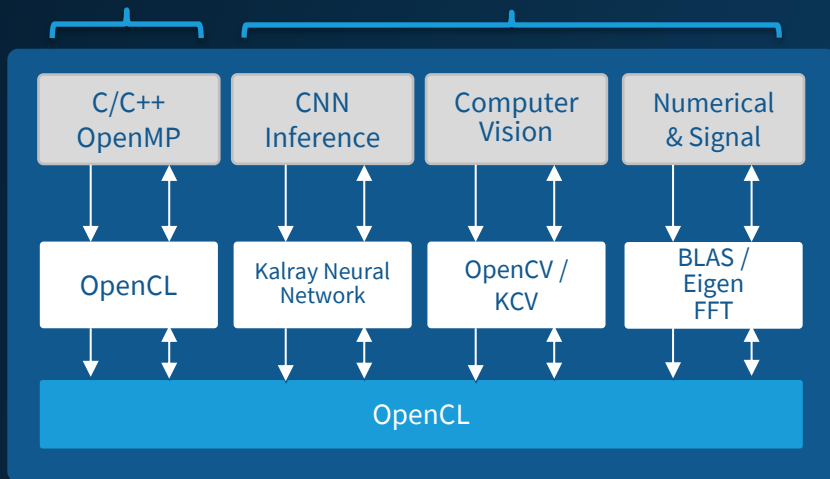 C/C++
OpenMP
CNN
Inference
Computer
Vision
Numerical
& Signal
OpenCL
Kalray Neural
Network
OpenCV /
KCV
BLAS /
Eigen
FFT
OpenCL